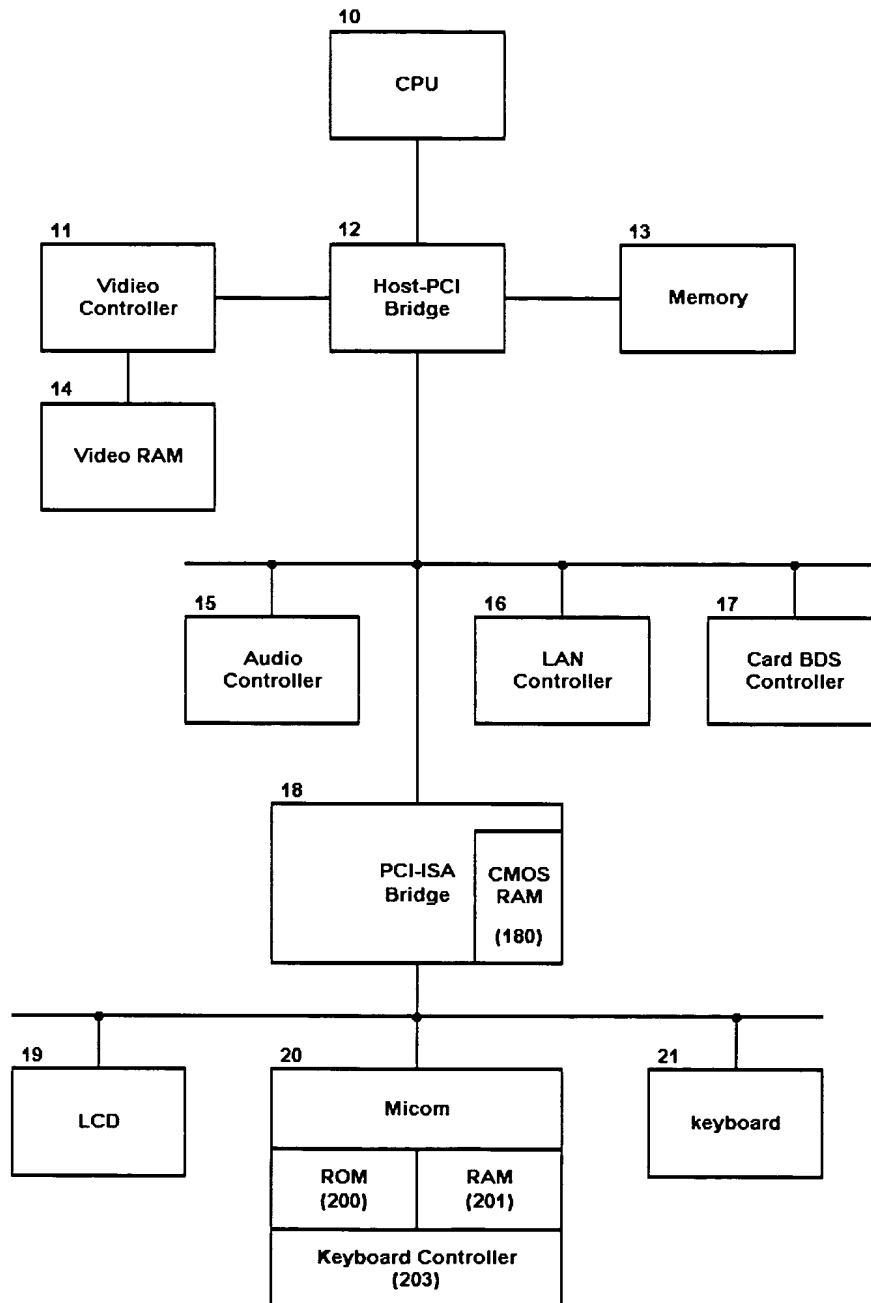 10
CPU
11
Vidieo
Controller
12
Host-PCI
Bridge
13
Memory
14
Video RAM
15
Audio
Controller
16
LAN
Controller
17
Card BDS
Controller
18
PCI-ISA
Bridge
CMOS
RAM
(180)
19
LCD
20
Micom
ROM
(200)
RAM
(201)
Keyboard Controller
(203)
21
keyboard